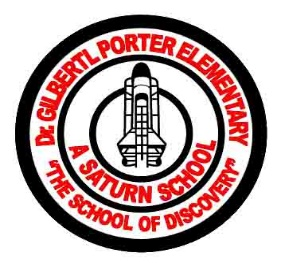 Dr. GILBERT L PORTER ELEMENTARY
A SATURN SCHOOL
"THE SCHOOL OF DISCOVERY"